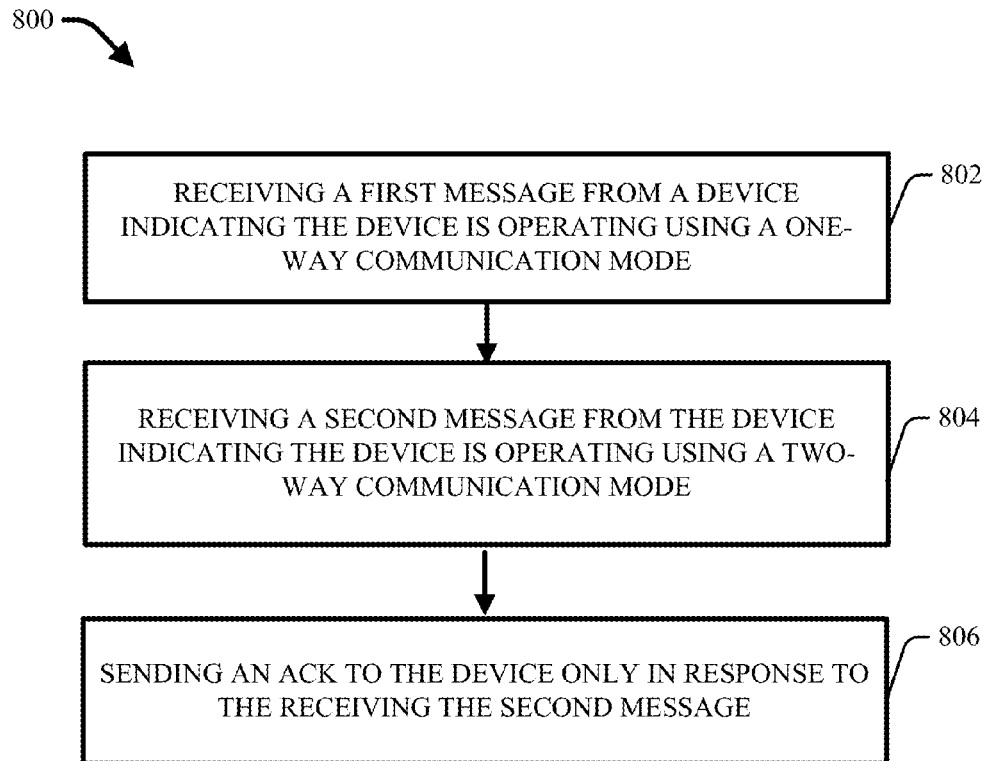 800
RECEIVING A FIRST MESSAGE FROM A DEVICE
INDICATING THE DEVICE IS OPERATING USING A ONE-
WAY COMMUNICATION MODE
802
RECEIVING A SECOND MESSAGE FROM THE DEVICE
INDICATING THE DEVICE IS OPERATING USING A TWO-
WAY COMMUNICATION MODE
804
SENDING AN ACK TO THE DEVICE ONLY IN RESPONSE TO
THE RECEIVING THE SECOND MESSAGE
806